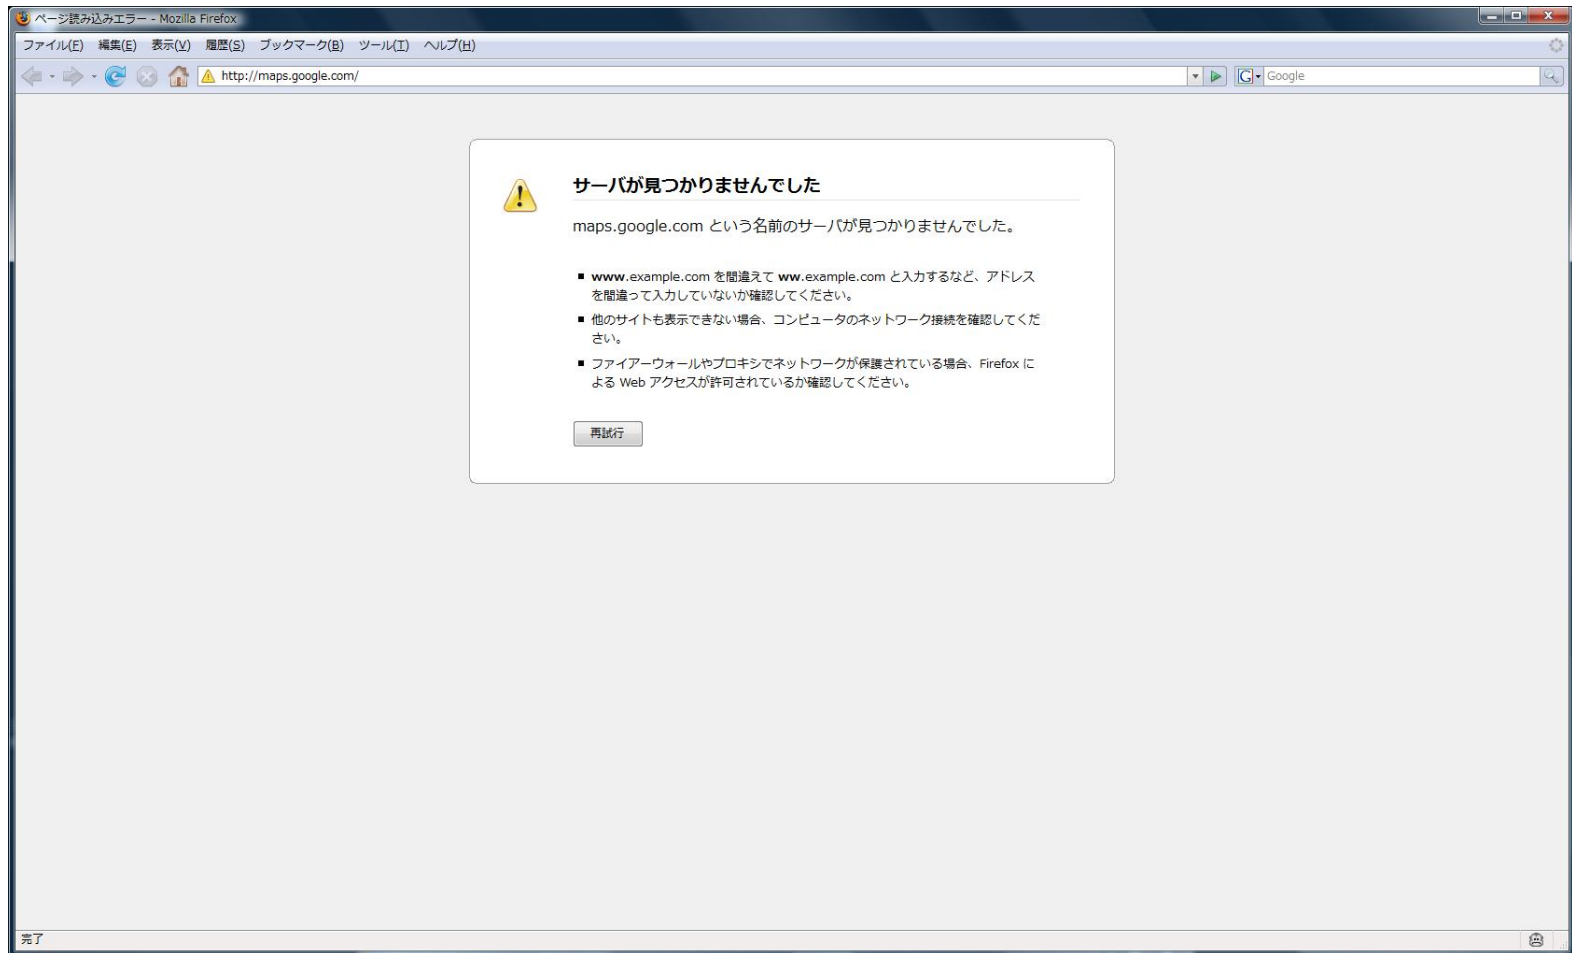 ページ読み込みエラー - Mozilla Firefox
ファイル(F) 編集(E) 表示(V) 履歴(S) ブックマーク(B) ツール(T) ヘルプ(H)
http://maps.google.com/ G Google
サーバが見つかりませんでした
maps.google.com という名前のサーバが見つかりませんでした。
www.example.com を間違えて ww.example.com と入力するなど、アドレス
を間違って入力していないか確認してください。
他のサイトも表示できない場合、コンピュータのネットワーク接続を確認してくだ
さい。
ファイアーウォールやプロキシでネットワークが保護されている場合、Firefox に
よる Web アクセスが許可されているか確認してください。
再試行
完了